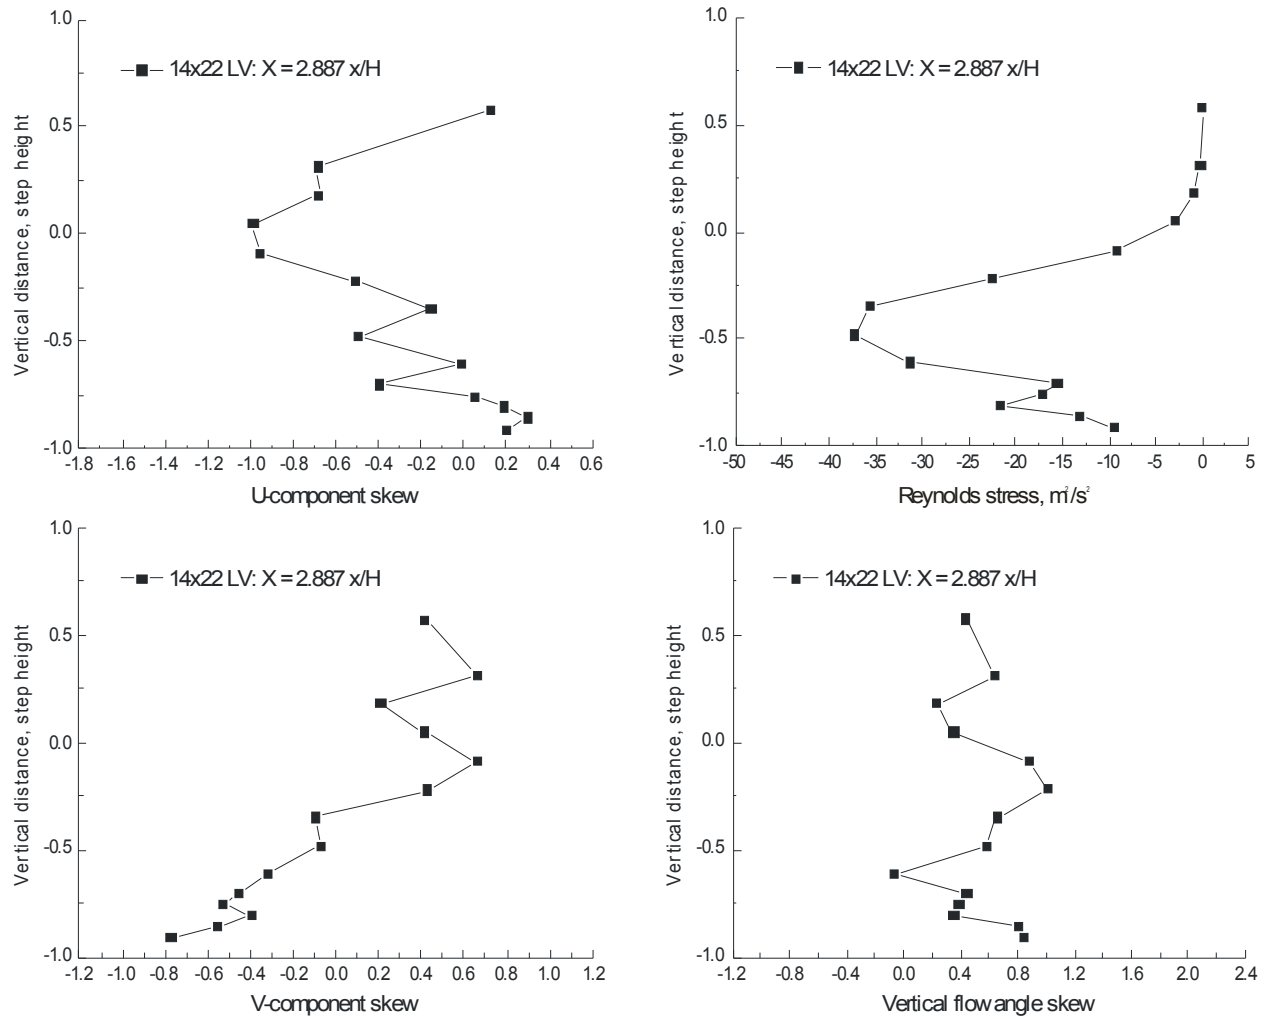 1.0
14x22 LV: X = 2.887 x/H
0.5
0.0
-0.5
-1.0
Vertical distance, step height
-1.8 -1.6 -1.4 -1.2 -1.0 -0.8 -0.6 -0.4 -0.2 0.0 0.2 0.4 0.6
U-component skew
1.0
14x22 LV: X = 2.887 x/H
0.5
0.0
-0.5
-1.0
Vertical distance, step height
-50 -45 -40 -35 -30 -25 -20 -15 -10 -5 0 5
Reynolds stress, m²/s²
1.0
14x22 LV: X = 2.887 x/H
0.5
0.0
-0.5
-1.0
Vertical distance, step height
-1.2 -1.0 -0.8 -0.6 -0.4 -0.2 0.0 0.2 0.4 0.6 0.8 1.0 1.2
V-component skew
1.0
14x22 LV: X = 2.887 x/H
0.5
0.0
-0.5
-1.0
Vertical distance, step height
-1.2 -0.8 -0.4 0.0 0.4 0.8 1.2 1.6 2.0 2.4
Vertical flow angle skew